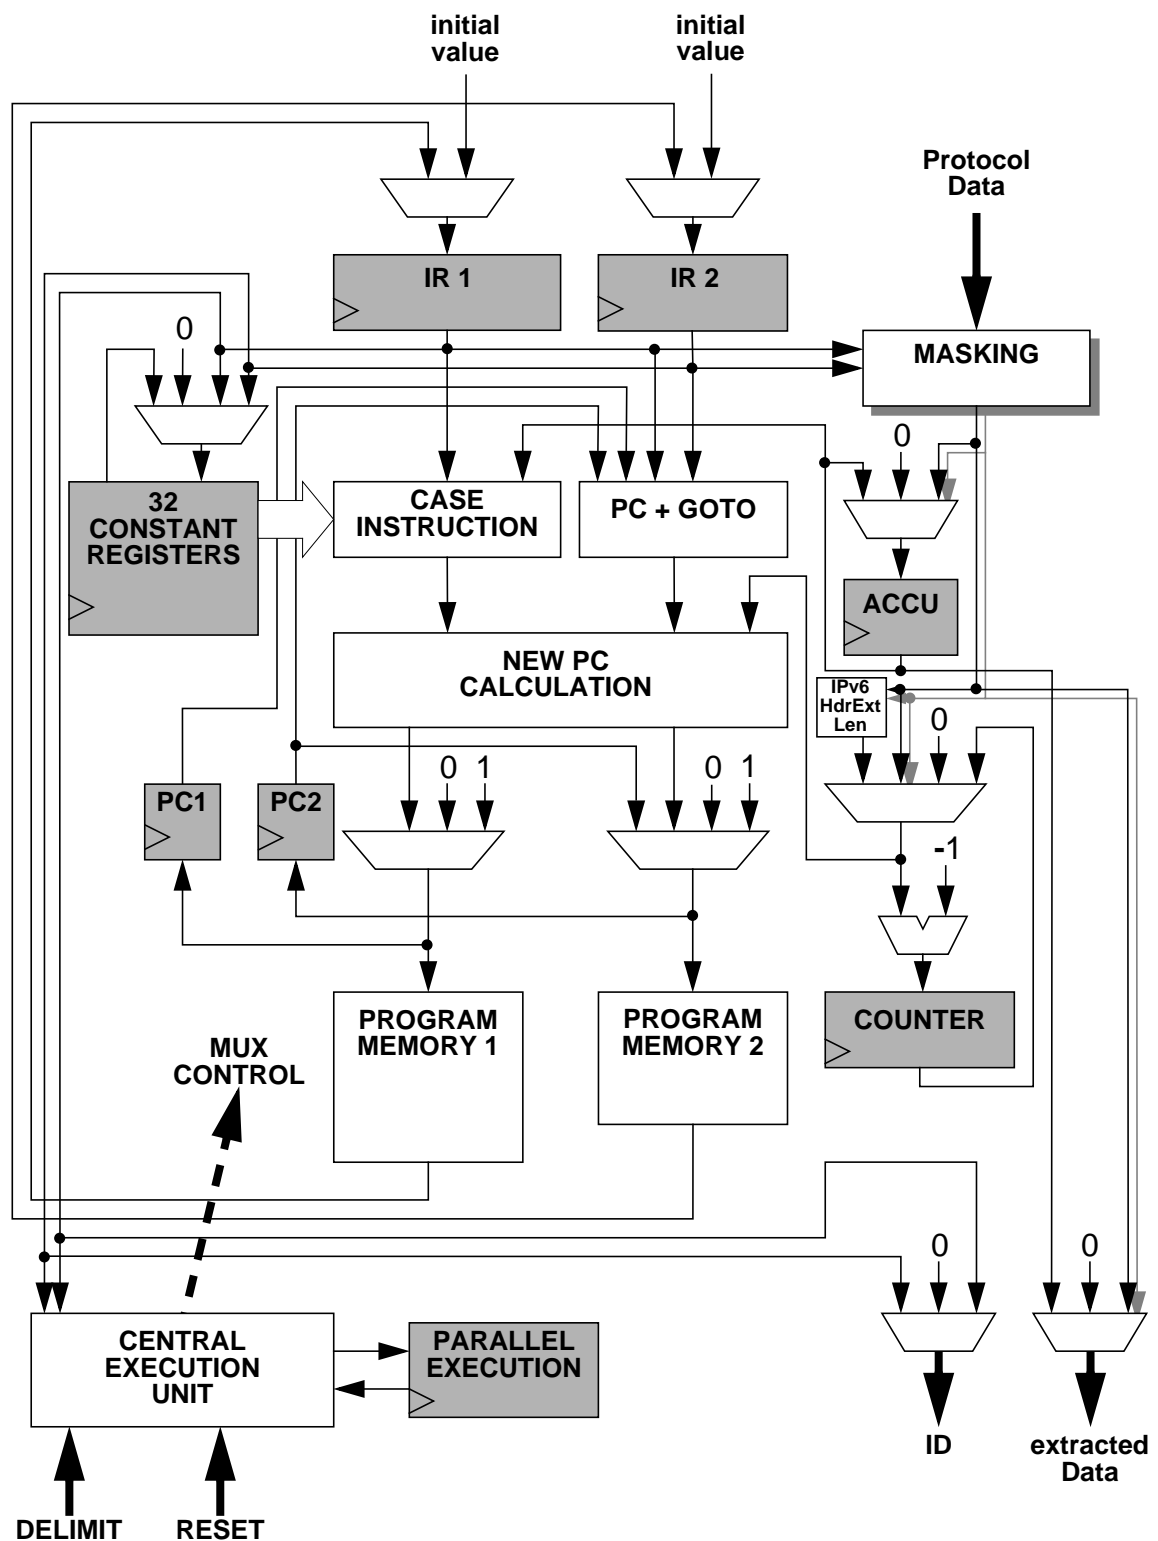 initial
value
initial
value
Protocol
Data
IR 1
IR 2
0
MASKING
0
32
CONSTANT
REGISTERS
CASE
INSTRUCTION
PC + GOTO
ACCU
NEW PC
CALCULATION
IPv6
HdrExt
Len
0
0 1
0 1
PC1
PC2
-1
PROGRAM
MEMORY 1
PROGRAM
MEMORY 2
COUNTER
MUX
CONTROL
0
0
CENTRAL
EXECUTION
UNIT
PARALLEL
EXECUTION
ID
extracted
Data
DELIMIT
RESET